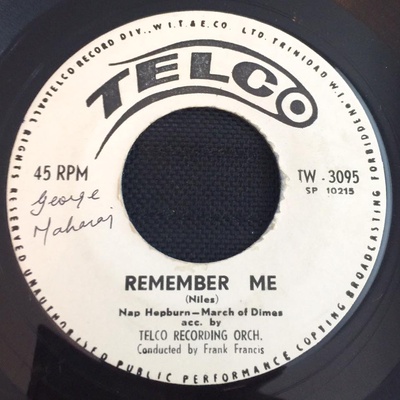 TELCO RECORD DIV., W.I.T.& E.CO LTD. TRINIDAD W.I.
ALL RIGHTS RESERVED UNAUTHORISED PUBLIC PERFORMANCE COPYING BROADCASTING FORBIDDEN
TELCO
45 RPM
TW - 3095
SP 10215
George
Maharaj
REMEMBER ME
(Niles)
Nap Hepburn—March of Dimes
acc. by
TELCO RECORDING ORCH.
Conducted by Frank Francis